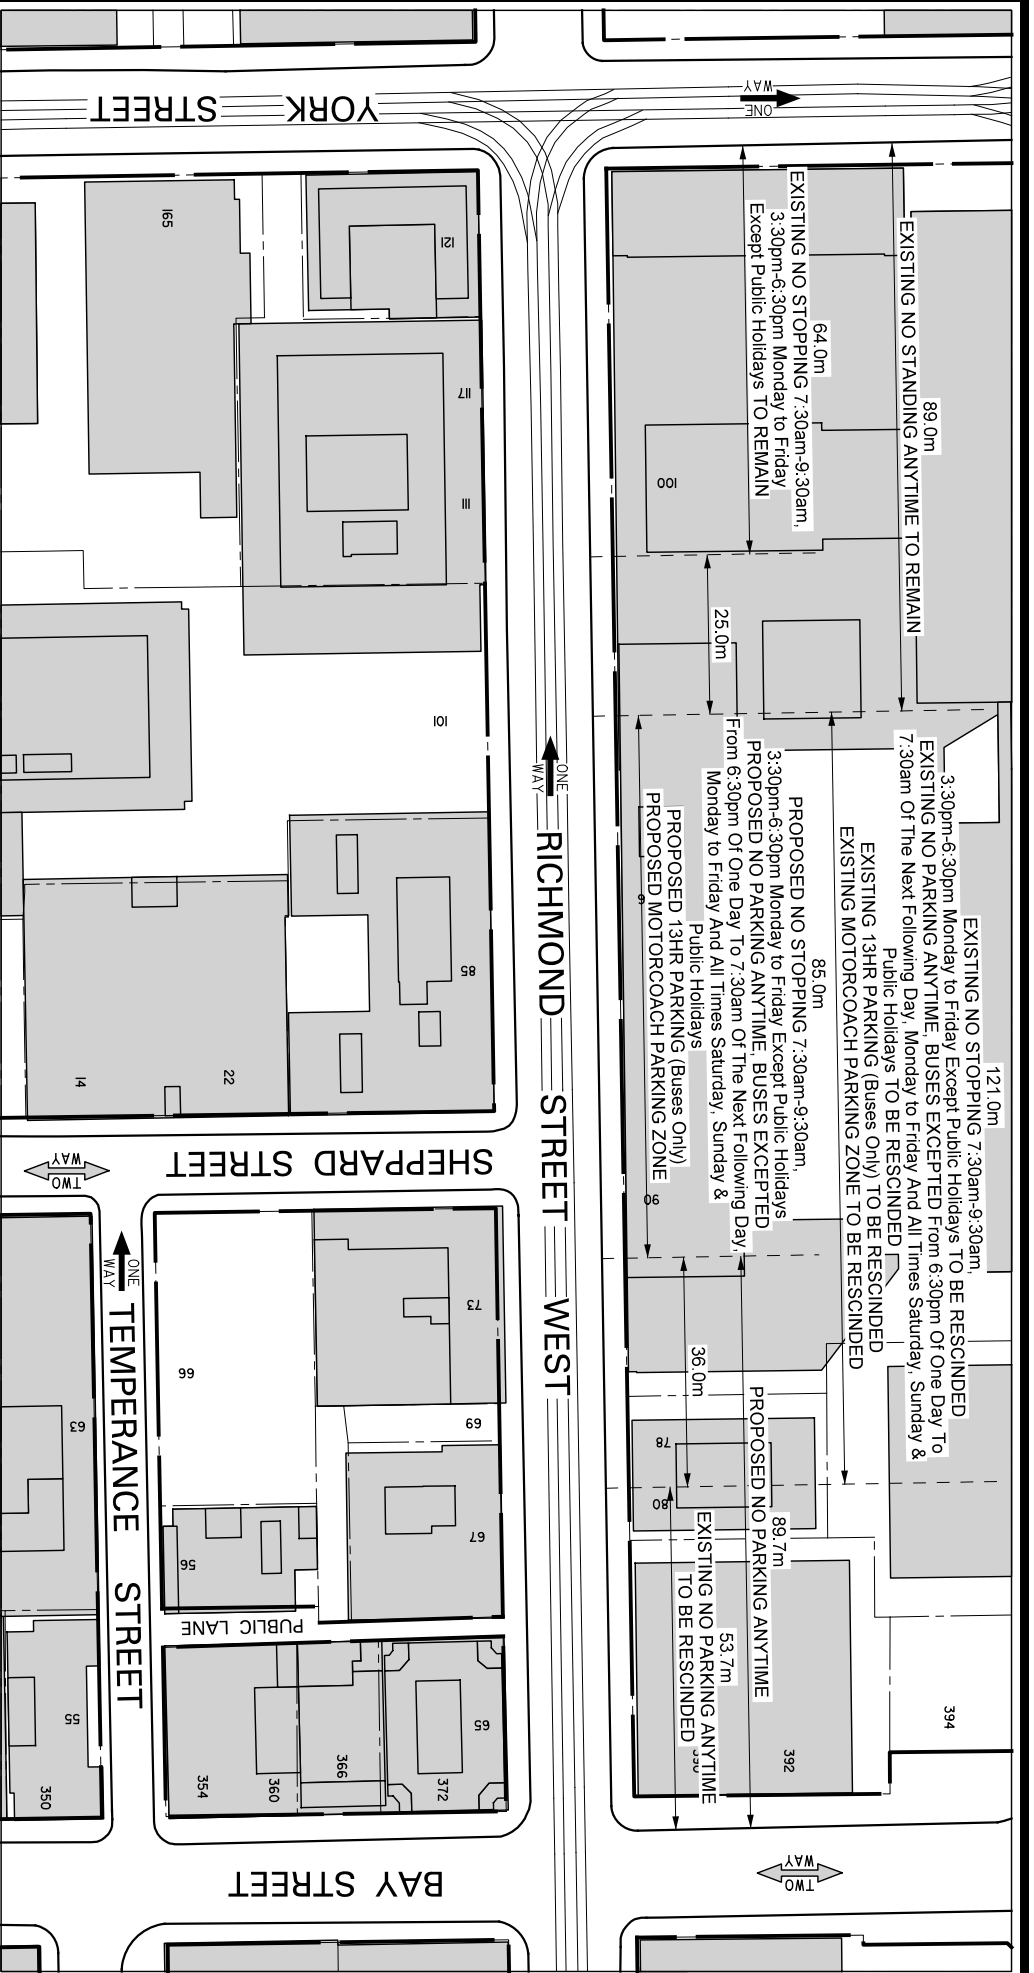 YORK STREET
ONE WAY
165
121
117
111
101
85
22
14
100
64.0m
EXISTING NO STOPPING 7:30am-9:30am,
3:30pm-6:30pm Monday to Friday
Except Public Holidays TO REMAIN
89.0m
EXISTING NO STANDING ANYTIME TO REMAIN
25.0m
121.0m
EXISTING NO STOPPING 7:30am-9:30am,
3:30pm-6:30pm Monday to Friday Except Public Holidays TO BE RESCINDED
EXISTING NO PARKING ANYTIME, BUSES EXCEPTED From 6:30pm Of One Day To
7:30am Of The Next Following Day, Monday to Friday And All Times Saturday, Sunday &
Public Holidays TO BE RESCINDED
EXISTING 13HR PARKING (Buses Only) TO BE RESCINDED
EXISTING MOTORCOACH PARKING ZONE TO BE RESCINDED
85.0m
PROPOSED NO STOPPING 7:30am-9:30am,
3:30pm-6:30pm Monday to Friday Except Public Holidays
PROPOSED NO PARKING ANYTIME, BUSES EXCEPTED
From 6:30pm Of One Day To 7:30am Of The Next Following Day,
Monday to Friday And All Times Saturday, Sunday &
Public Holidays
PROPOSED 13HR PARKING (Buses Only)
PROPOSED MOTORCOACH PARKING ZONE
90
ONE WAY
RICHMOND STREET WEST
SHEPPARD STREET
TWO WAY
ONE WAY
TEMPERANCE STREET
73
69
67
66
63
56
55
PUBLIC LANE
36.0m
78
80
89.7m
PROPOSED NO PARKING ANYTIME
53.7m
EXISTING NO PARKING ANYTIME
TO BE RESCINDED
392
394
350
354
360
366
372
65
BAY STREET
TWO WAY